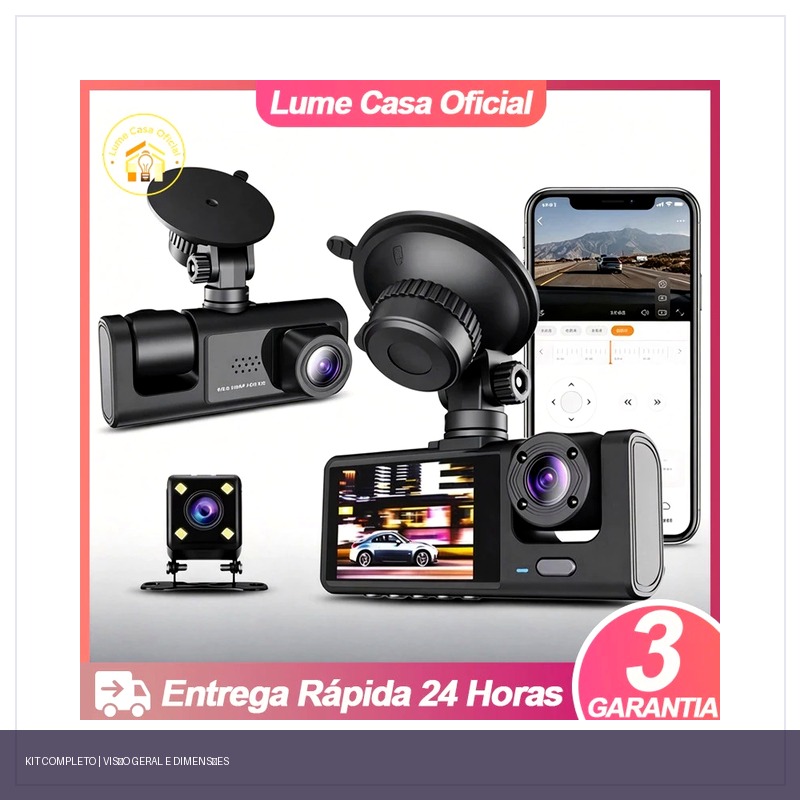 Lume Casa Oficial
Lume Casa Oficial
3
GARANTIA
Entrega Rápida 24 Horas
KIT COMPLETO | VIS□O GERAL E DIMENS□ES